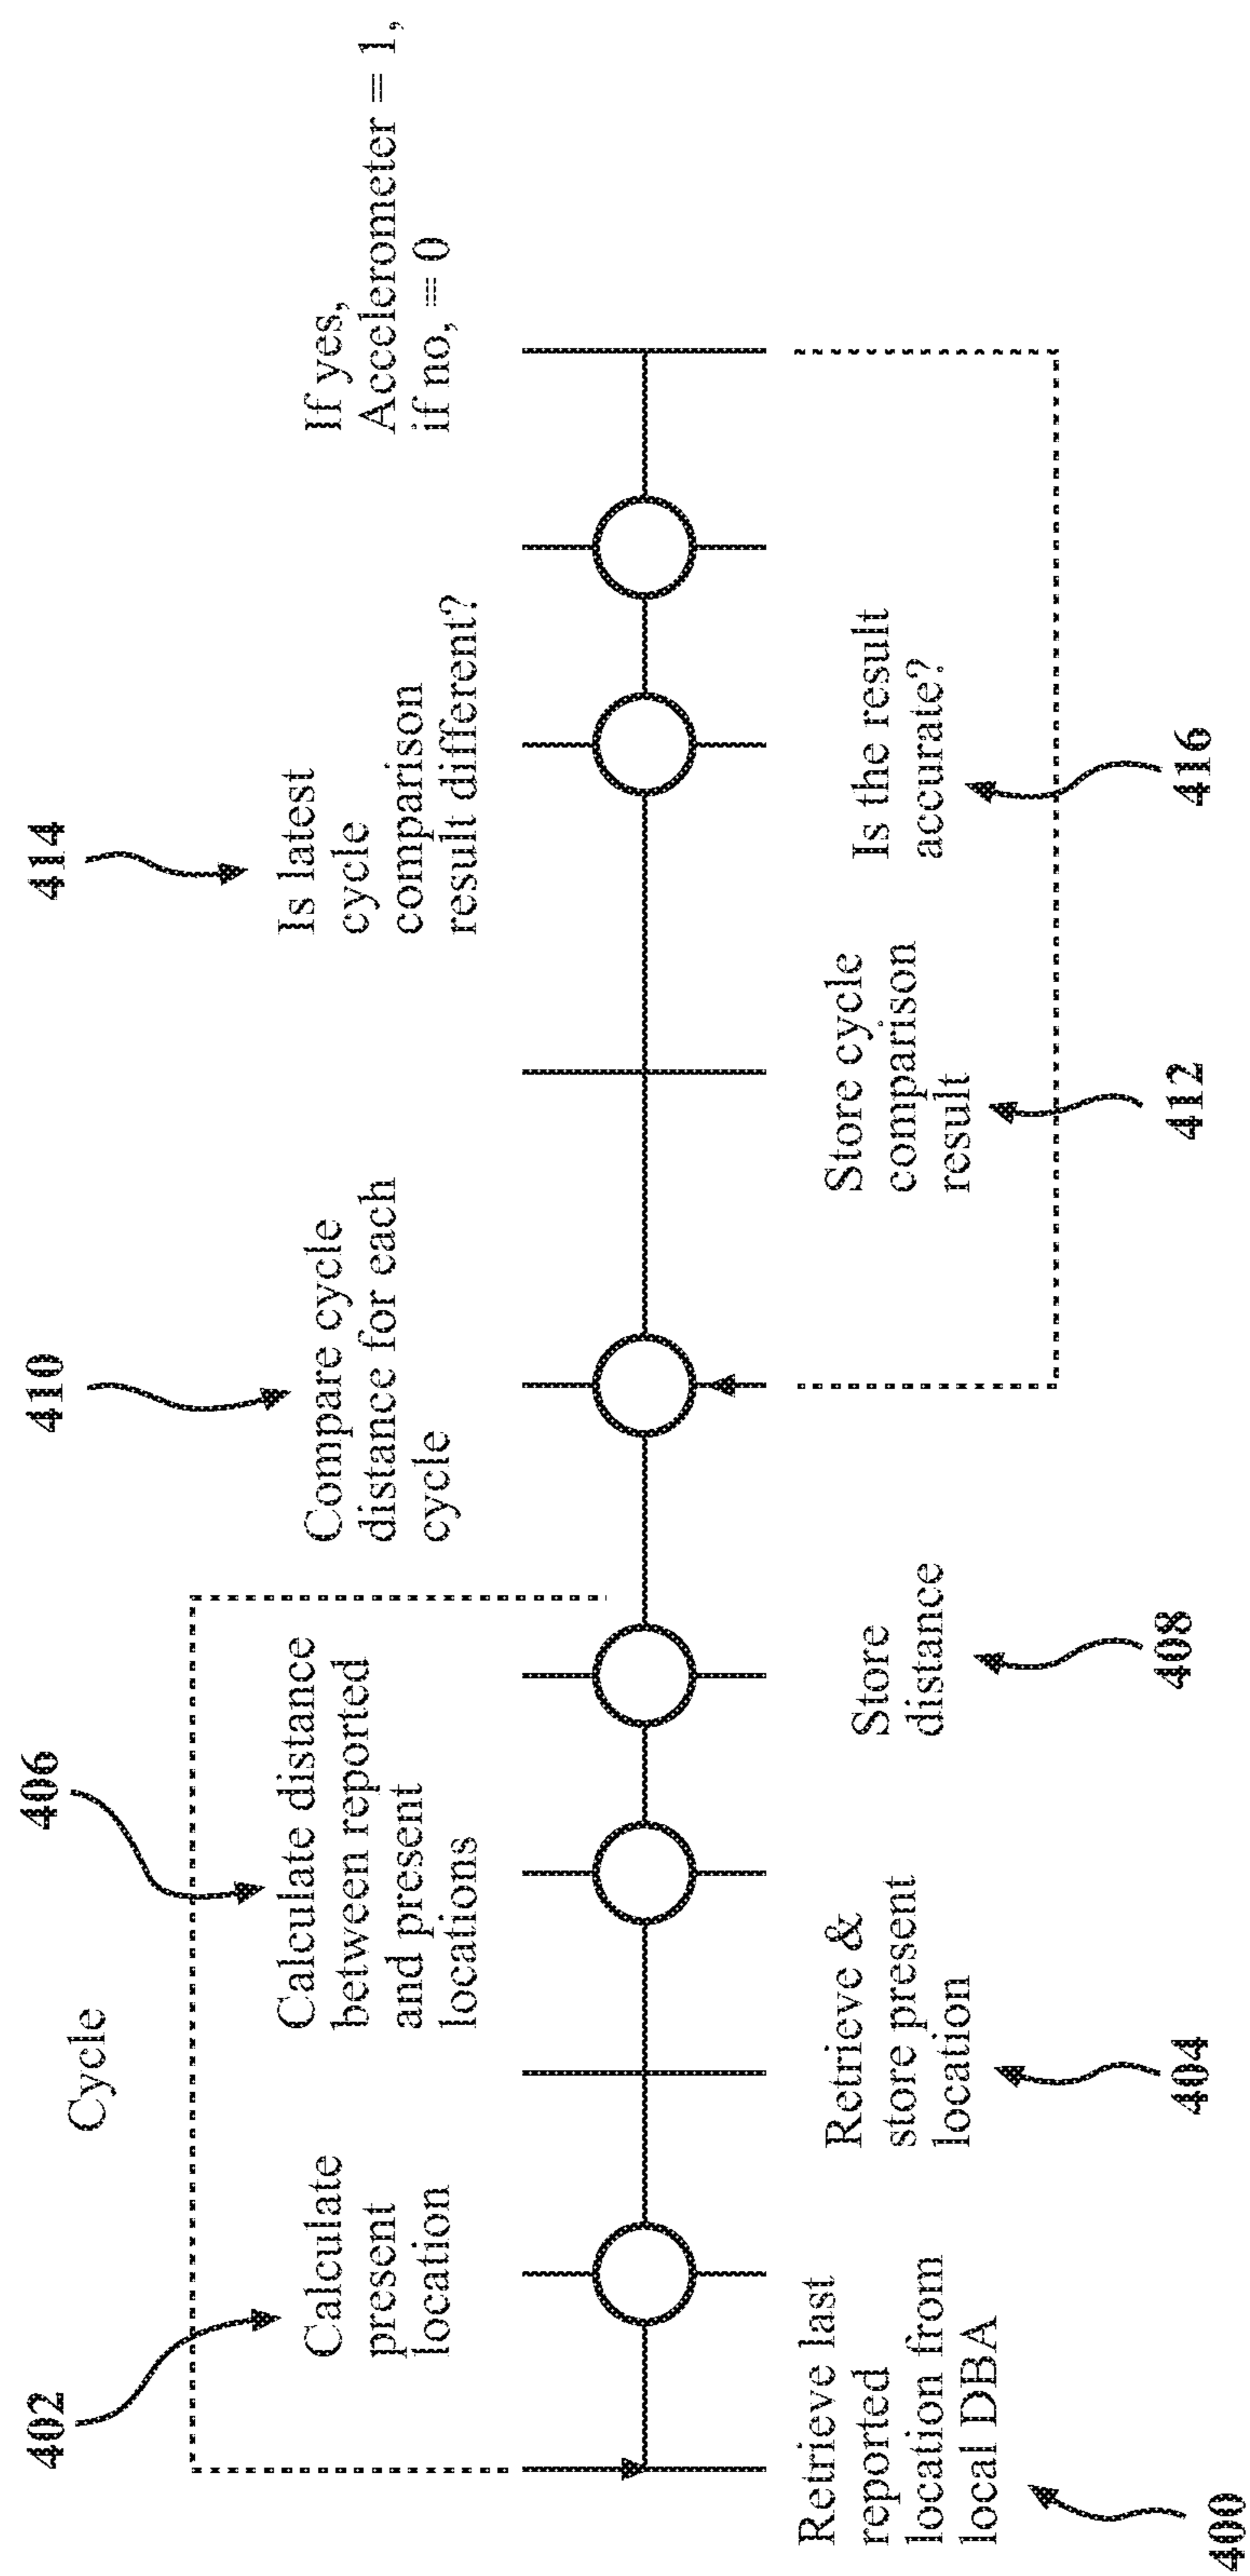 Cycle
402
Calculate
present
location
406
Calculate distance
between reported
and present
locations
410
Compare cycle
distance for each
cycle
414
Is latest
cycle
comparison
result different?
If yes,
Accelerometer = 1,
if no, = 0
Retrieve last
reported
location from
local DBA
400
Retrieve &
store present
location
404
Store
distance
408
Store cycle
comparison
result
412
Is the result
accurate?
416